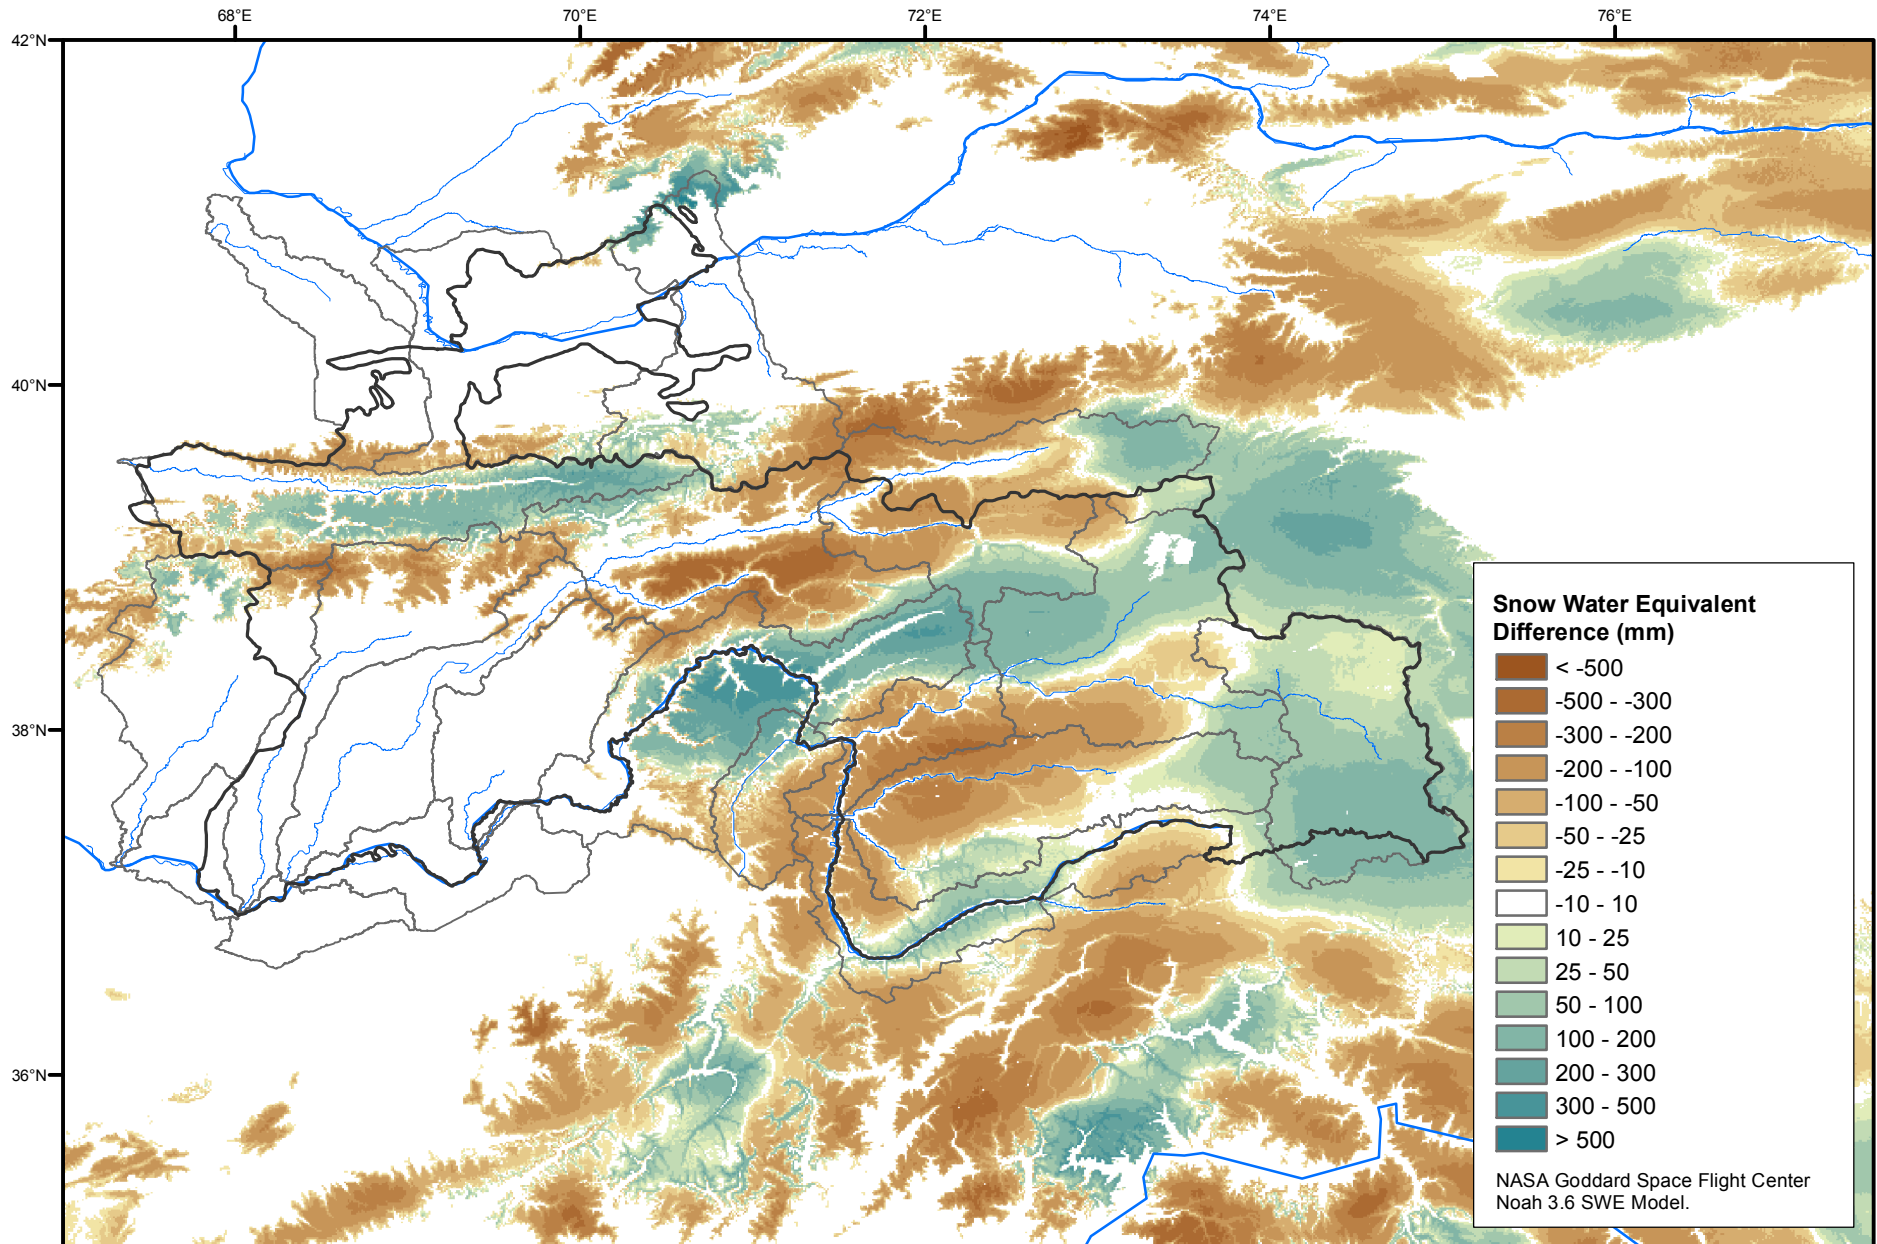 68°E 70°E 72°E 74°E 76°E
42°N
40°N
38°N
36°N
Snow Water Equivalent
Difference (mm)
< -500
-500 - -300
-300 - -200
-200 - -100
-100 - -50
-50 - -25
-25 - -10
-10 - 10
10 - 25
25 - 50
50 - 100
100 - 200
200 - 300
300 - 500
> 500
NASA Goddard Space Flight Center
Noah 3.6 SWE Model.